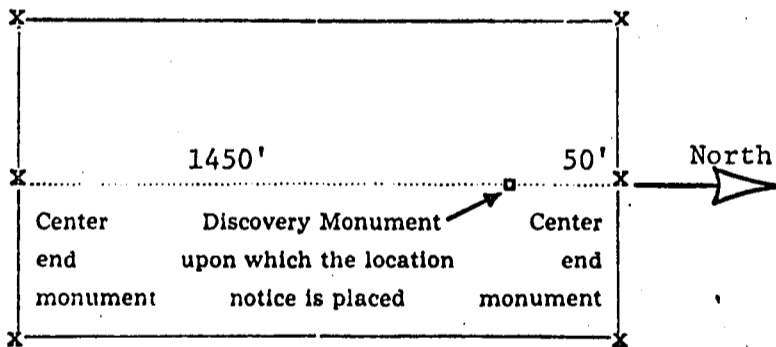 1450' 50' North
Center Discovery Monument Center
end upon which the location end
monument notice is placed monument